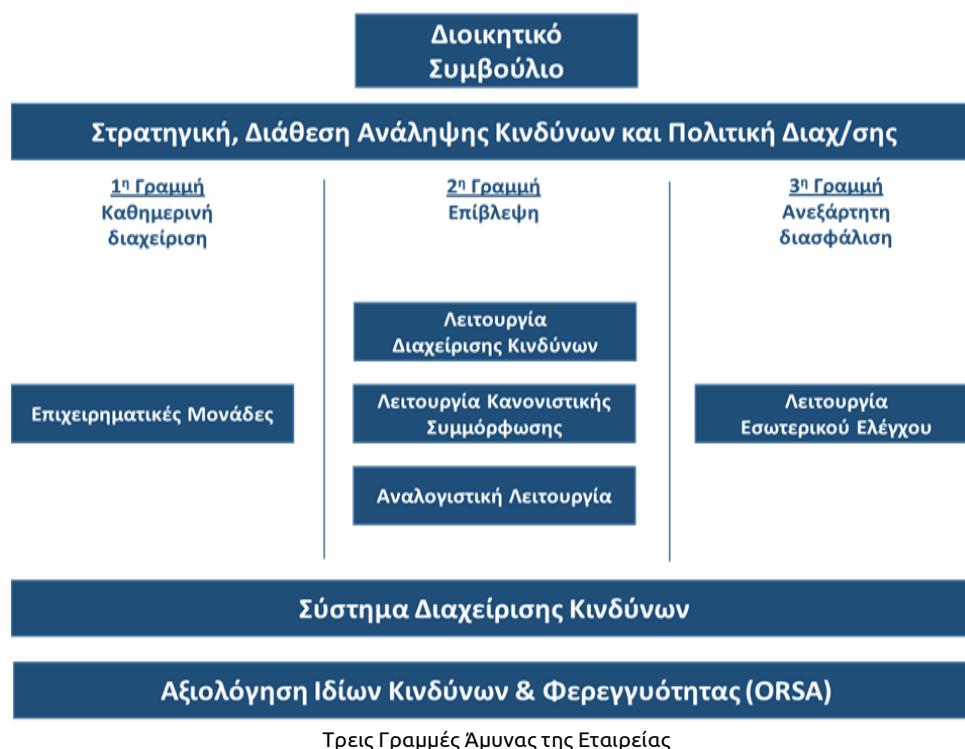 Διοικητικό
Συμβούλιο
Στρατηγική, Διάθεση Ανάληψης Κινδύνων και Πολιτική Διαχ/σης
1η Γραμμή
Καθημερινή
διαχείριση
2η Γραμμή
Επίβλεψη
3η Γραμμή
Ανεξάρτητη
διασφάλιση
Επιχειρηματικές Μονάδες
Λειτουργία
Διαχείρισης Κινδύνων
Λειτουργία Κανονιστικής
Συμμόρφωσης
Αναλογιστική Λειτουργία
Λειτουργία
Εσωτερικού Ελέγχου
Σύστημα Διαχείρισης Κινδύνων
Αξιολόγηση Ιδίων Κινδύνων & Φερεγγυότητας (ORSA)
Τρεις Γραμμές Άμυνας της Εταιρείας